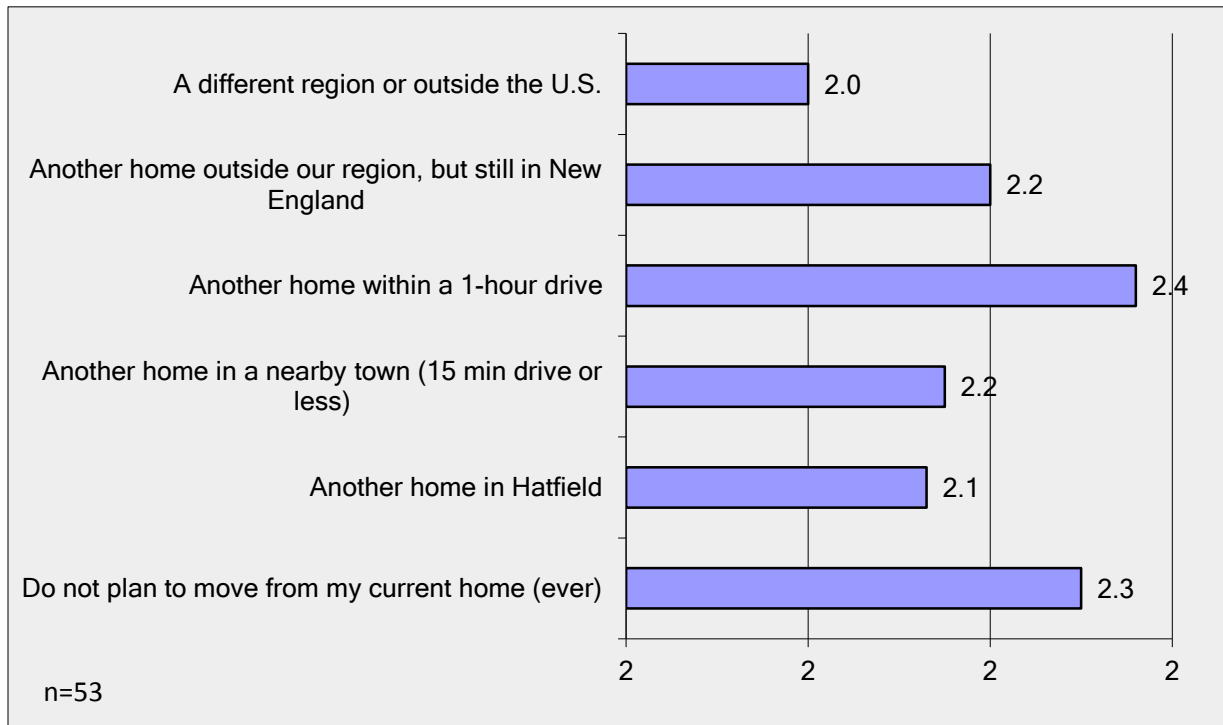 A different region or outside the U.S.
2.0
Another home outside our region, but still in New
England
2.2
Another home within a 1-hour drive
2.4
Another home in a nearby town (15 min drive or
less)
2.2
Another home in Hatfield
2.1
Do not plan to move from my current home (ever)
2.3
2 2 2 2
n=53